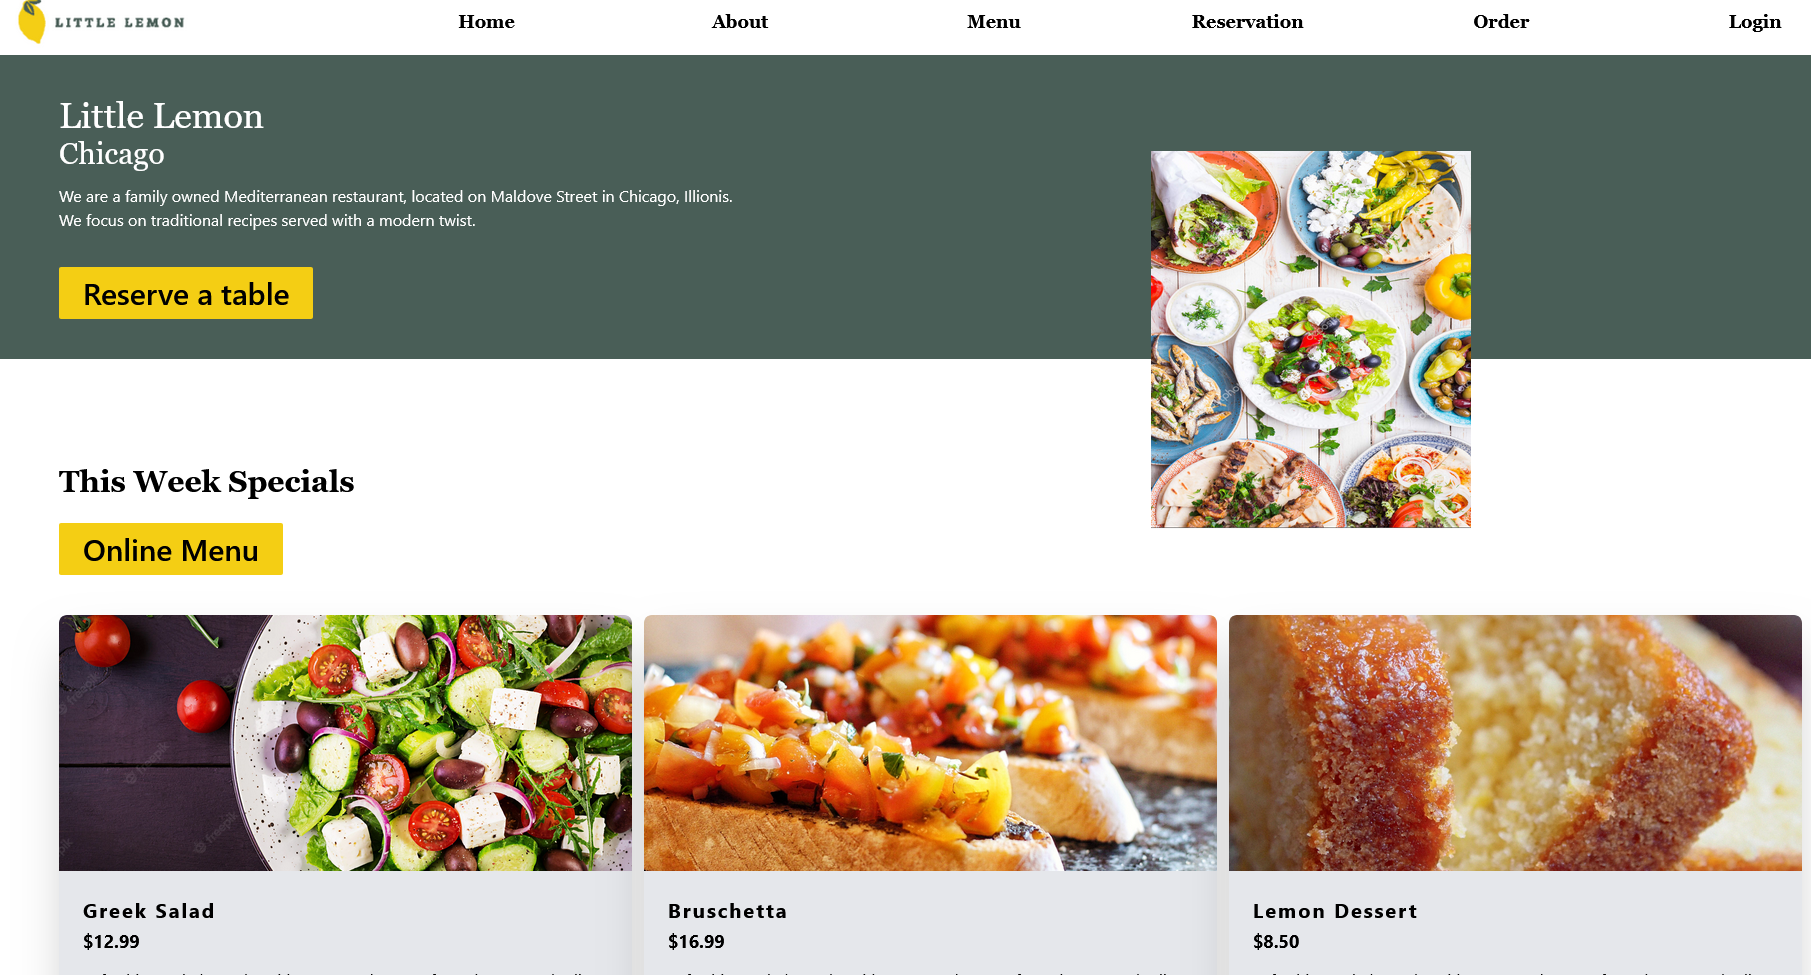 LITTLE LEMON
Home
About
Menu
Reservation
Order
Login
Little Lemon
Chicago
We are a family owned Mediterranean restaurant, located on Maldove Street in Chicago, Illionis.
We focus on traditional recipes served with a modern twist.
Reserve a table
This Week Specials
Online Menu
Greek Salad
$12.99
Bruschetta
$16.99
Lemon Dessert
$8.50